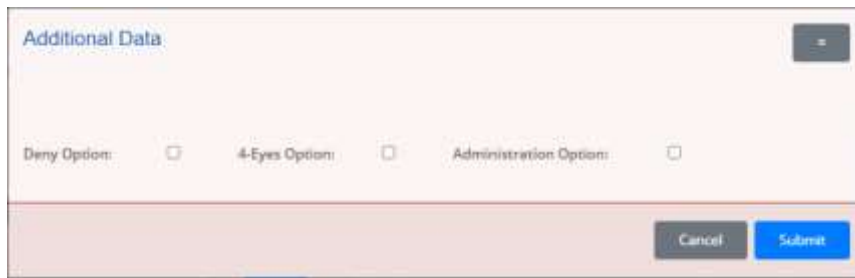 Additional Data
Deny Option: 4-Eyes Option: Administration Option:
Cancel Submit